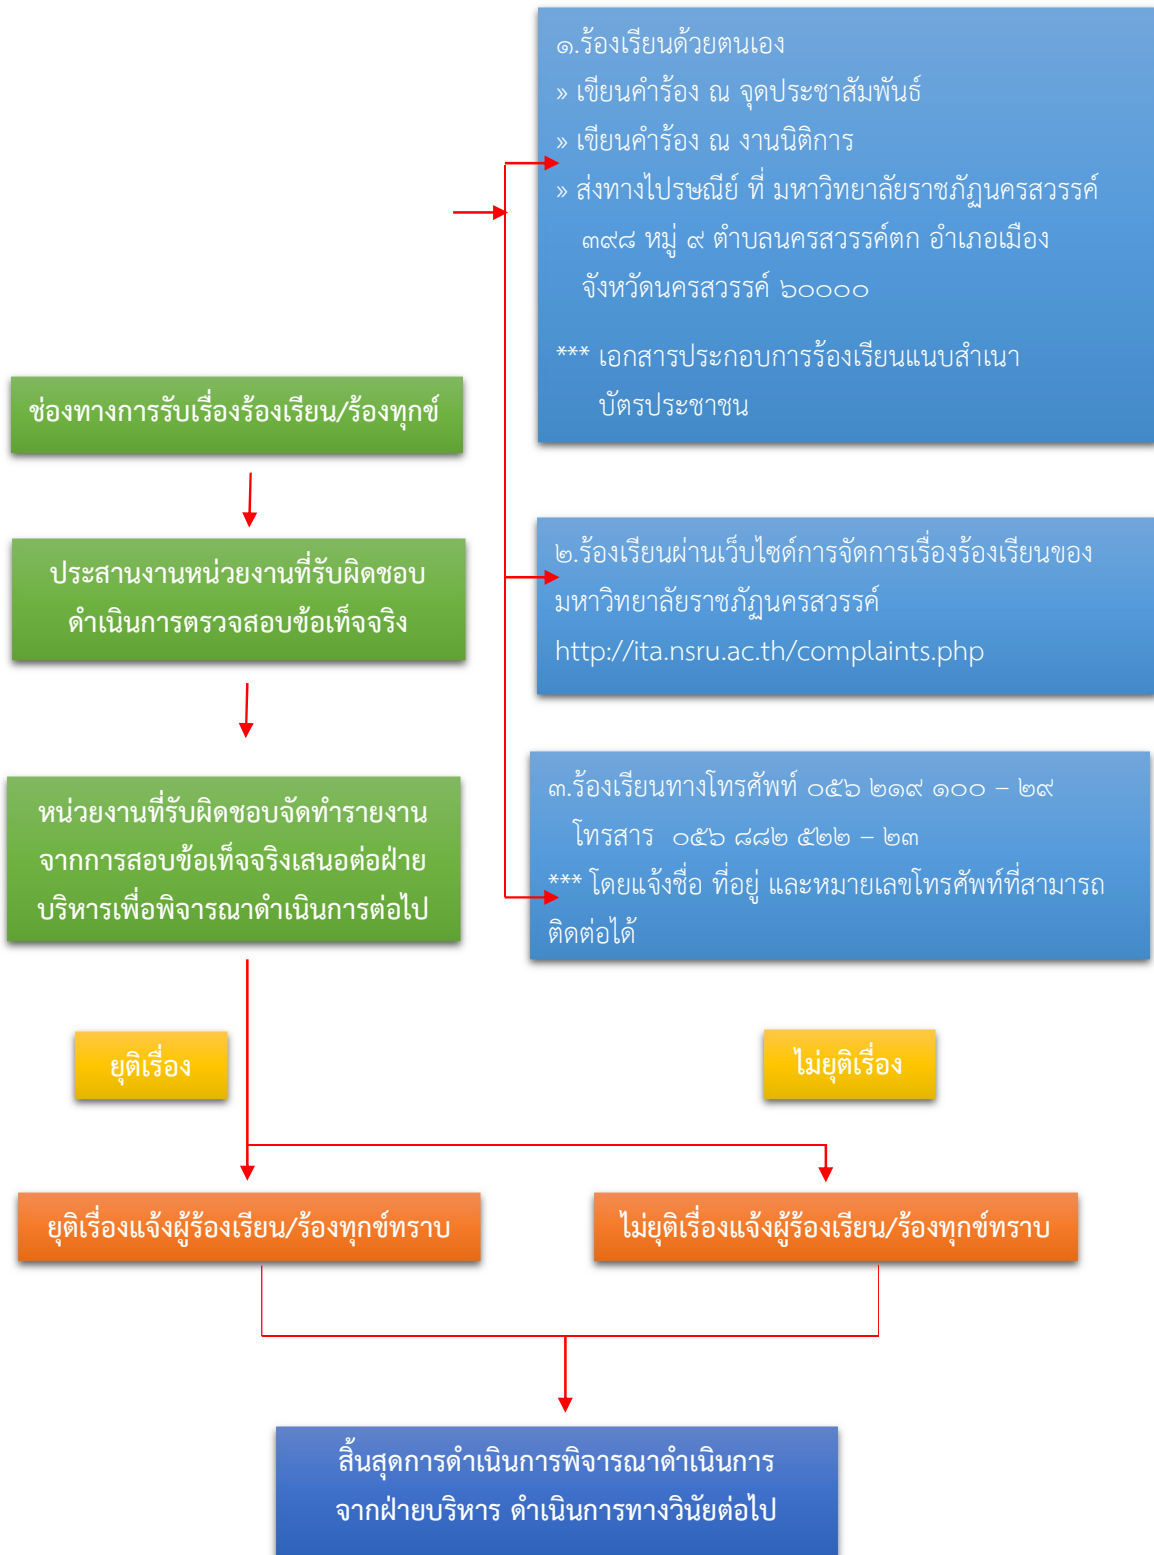 ๑.ร้องเรียนด้วยตนเอง
» เขียนคำร้อง ณ จุดประชาสัมพันธ์
» เขียนคำร้อง ณ งานนิติการ
» ส่งทางไปรษณีย์ ที่ มหาวิทยาลัยราชภัฏนครสวรรค์
๓๙๘ หมู่ ๙ ตำบลนครสวรรค์ตก อำเภอเมือง
จังหวัดนครสวรรค์ ๖๐๐๐๐
*** เอกสารประกอบการร้องเรียนแนบสำเนา
บัตรประชาชน
ช่องทางการรับเรื่องร้องเรียน/ร้องทุกข์
ประสานงานหน่วยงานที่รับผิดชอบ
ดำเนินการตรวจสอบข้อเท็จจริง
๒.ร้องเรียนผ่านเว็บไซด์การจัดการเรื่องร้องเรียนของ
มหาวิทยาลัยราชภัฏนครสวรรค์
http://ita.nsru.ac.th/complaints.php
หน่วยงานที่รับผิดชอบจัดทำรายงาน
จากการสอบข้อเท็จจริงเสนอต่อฝ่าย
บริหารเพื่อพิจารณาดำเนินการต่อไป
๓.ร้องเรียนทางโทรศัพท์ ๐๕๖ ๒๑๙ ๑๐๐ – ๒๙
โทรสาร ๐๕๖ ๘๘๒ ๕๒๒ – ๒๓
*** โดยแจ้งชื่อ ที่อยู่ และหมายเลขโทรศัพท์ที่สามารถ
ติดต่อได้
ยุติเรื่อง
ไม่ยุติเรื่อง
ยุติเรื่องแจ้งผู้ร้องเรียน/ร้องทุกข์ทราบ
ไม่ยุติเรื่องแจ้งผู้ร้องเรียน/ร้องทุกข์ทราบ
สิ้นสุดการดำเนินการพิจารณาดำเนินการ
จากฝ่ายบริหาร ดำเนินการทางวินัยต่อไป